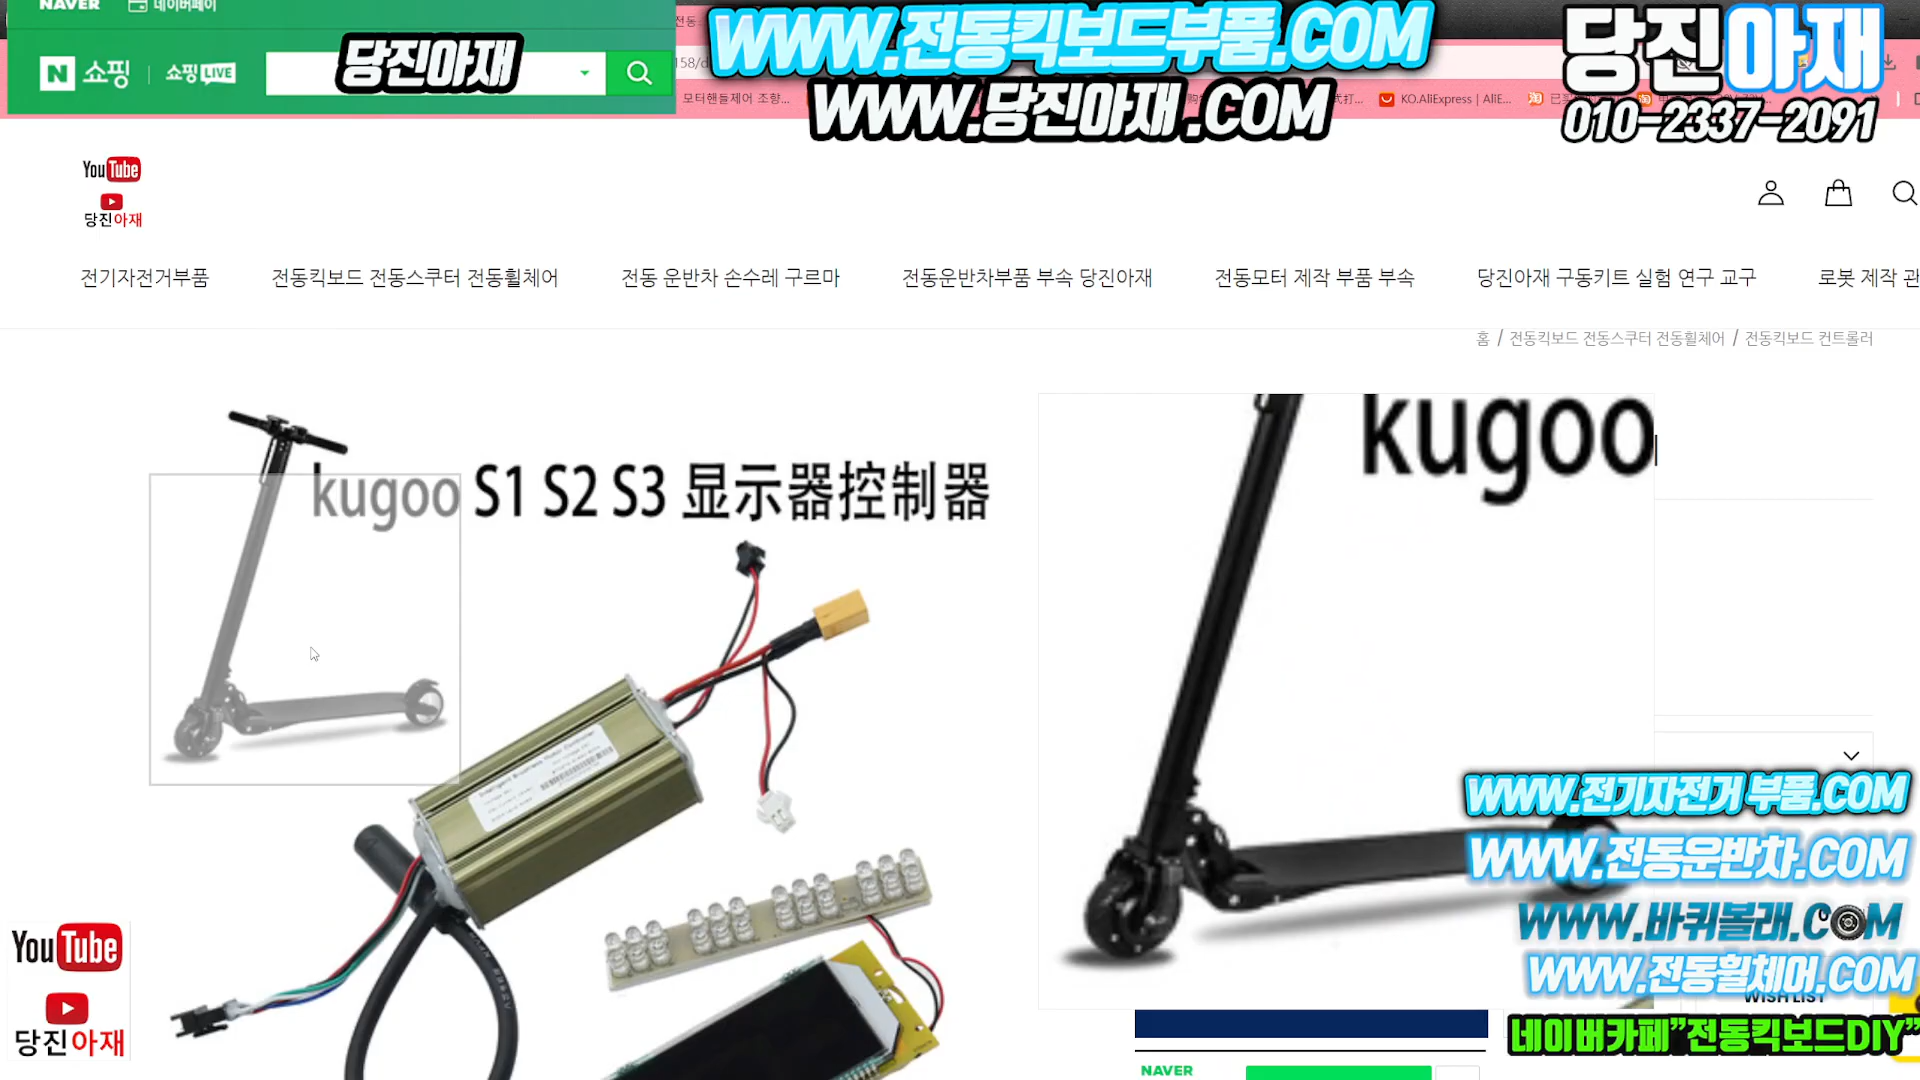 NAVER 네이버페이
N 쇼핑 쇼핑LIVE
당진아재
전동
158/d
WWW.전동킥보드부품.COM
WWW.당진아재.COM
모터핸들제어 조향...
KO.AliExpress | AliE...
당진아재
010-2337-2091
YouTube
당진아재
전기자전거부품 전동킥보드 전동스쿠터 전동휠체어 전동 운반차 손수레 구르마 전동운반차부품 부속 당진아재 전동모터 제작 부품 부속 당진아재 구동키트 실험 연구 교구 로봇 제작 관
홈 / 전동킥보드 전동스쿠터 전동휠체어 / 전동킥보드 컨트롤러
kugoo S1 S2 S3 显示器控制器
kugoo
WWW.전기자전거부품.COM
WWW.전동운반차.COM
WWW.바퀴볼래.COM
WWW.전동휠체어.COM
WISH LIST
네이버카페"전동킥보드DIY"
YouTube
당진아재
NAVER